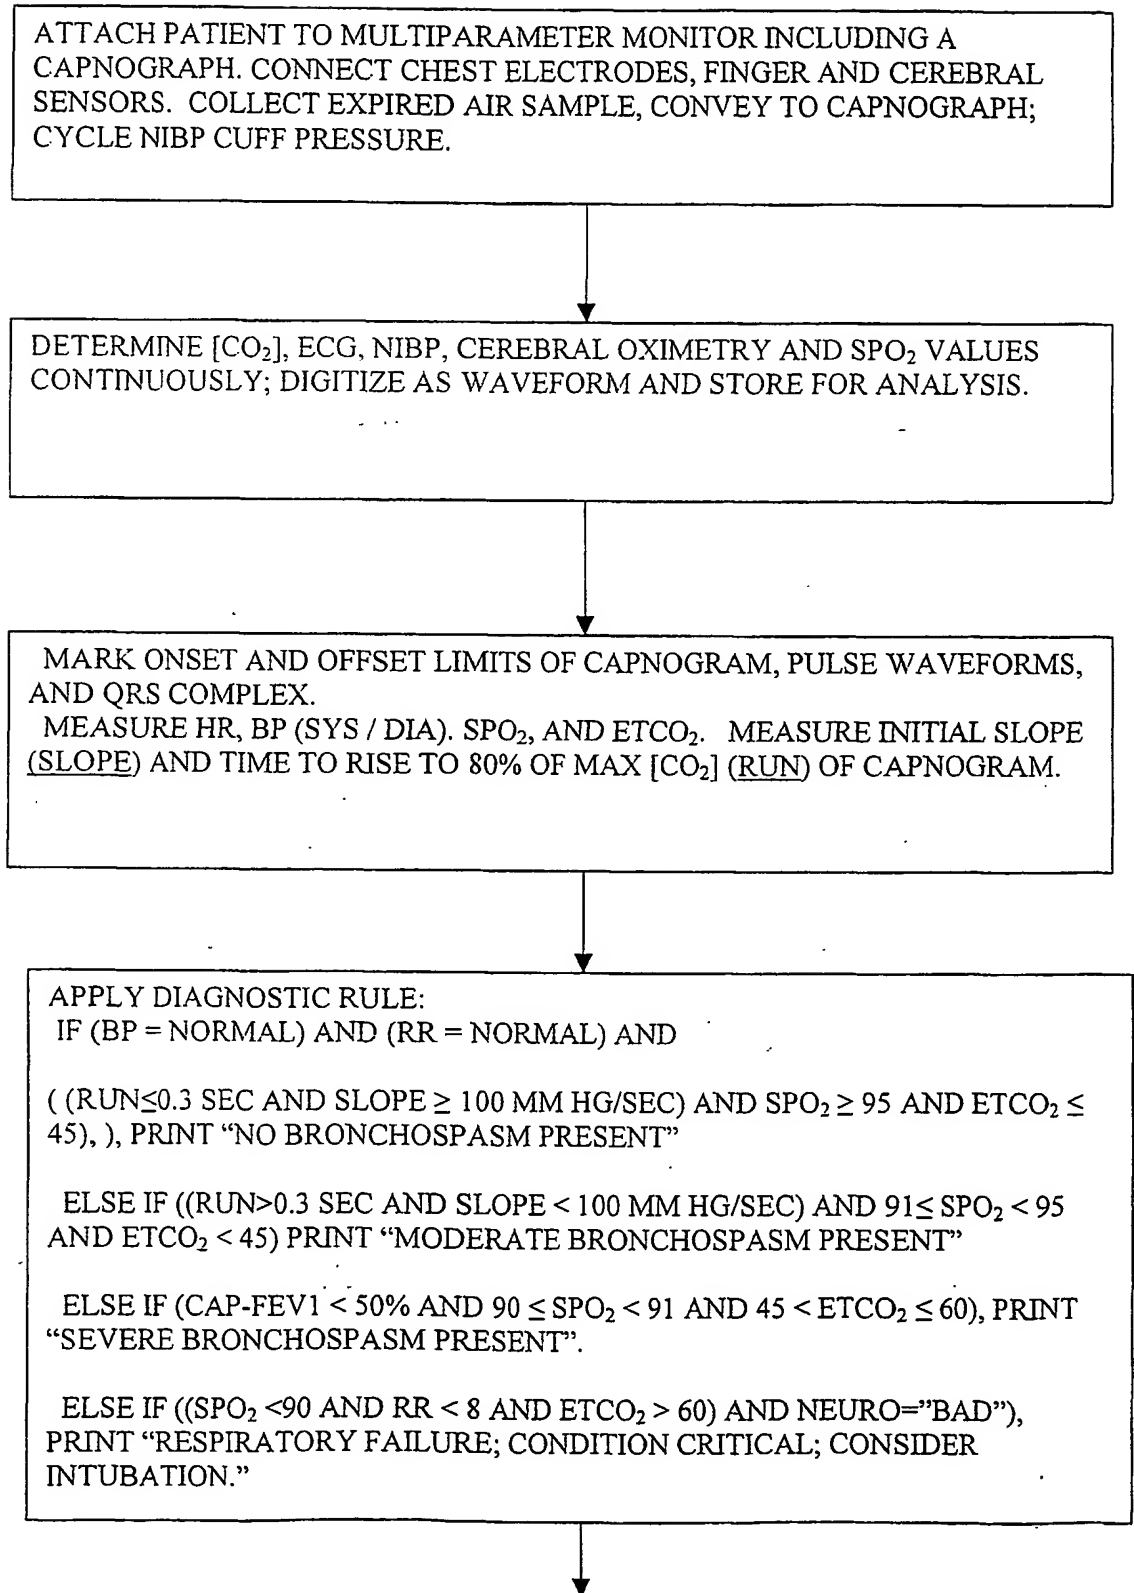 ATTACH PATIENT TO MULTIPARAMETER MONITOR INCLUDING A
CAPNOGRAPH. CONNECT CHEST ELECTRODES, FINGER AND CEREBRAL
SENSORS. COLLECT EXPIRED AIR SAMPLE, CONVEY TO CAPNOGRAPH;
CYCLE NIBP CUFF PRESSURE.
DETERMINE [CO₂], ECG, NIBP, CEREBRAL OXIMETRY AND SPO₂ VALUES
CONTINUOUSLY; DIGITIZE AS WAVEFORM AND STORE FOR ANALYSIS.
MARK ONSET AND OFFSET LIMITS OF CAPNOGRAM, PULSE WAVEFORMS,
AND QRS COMPLEX.
MEASURE HR, BP (SYS / DIA). SPO₂, AND ETCO₂. MEASURE INITIAL SLOPE
(SLOPE) AND TIME TO RISE TO 80% OF MAX [CO₂] (RUN) OF CAPNOGRAM.
APPLY DIAGNOSTIC RULE:
IF (BP = NORMAL) AND (RR = NORMAL) AND
( (RUN≤0.3 SEC AND SLOPE ≥ 100 MM HG/SEC) AND SPO₂ ≥ 95 AND ETCO₂ ≤
45), ), PRINT “NO BRONCHOSPASM PRESENT”
ELSE IF ((RUN>0.3 SEC AND SLOPE < 100 MM HG/SEC) AND 91≤ SPO₂ < 95
AND ETCO₂ < 45) PRINT “MODERATE BRONCHOSPASM PRESENT”
ELSE IF (CAP-FEV1 < 50% AND 90 ≤ SPO₂ < 91 AND 45 < ETCO₂ ≤ 60), PRINT
“SEVERE BRONCHOSPASM PRESENT”.
ELSE IF ((SPO₂ <90 AND RR < 8 AND ETCO₂ > 60) AND NEURO=”BAD”),
PRINT “RESPIRATORY FAILURE; CONDITION CRITICAL; CONSIDER
INTUBATION.”